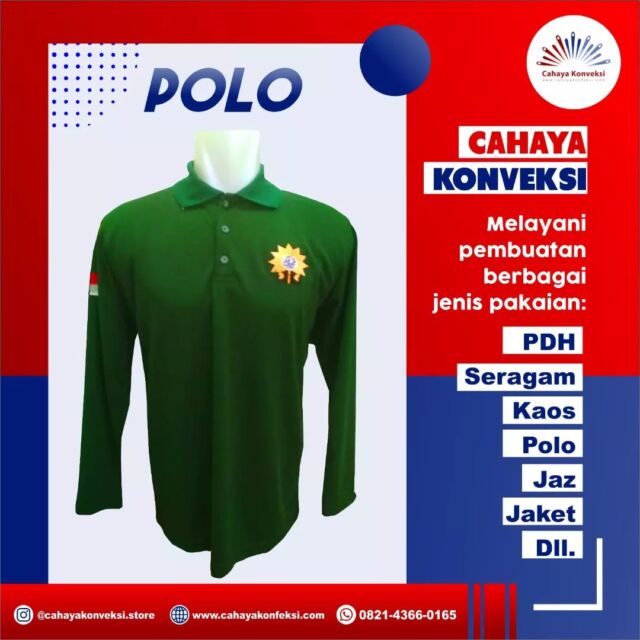 POLO
Cahaya Konveksi
CAHAYA
KONVEKSI
Melayani
pembuatan
berbagai
jenis pakaian:
PDH
Seragam
Kaos
Polo
Jaz
Jaket
Dll.
@cahayakonveksi.store
www.cahayakonfeksi.com
0821-4366-0165